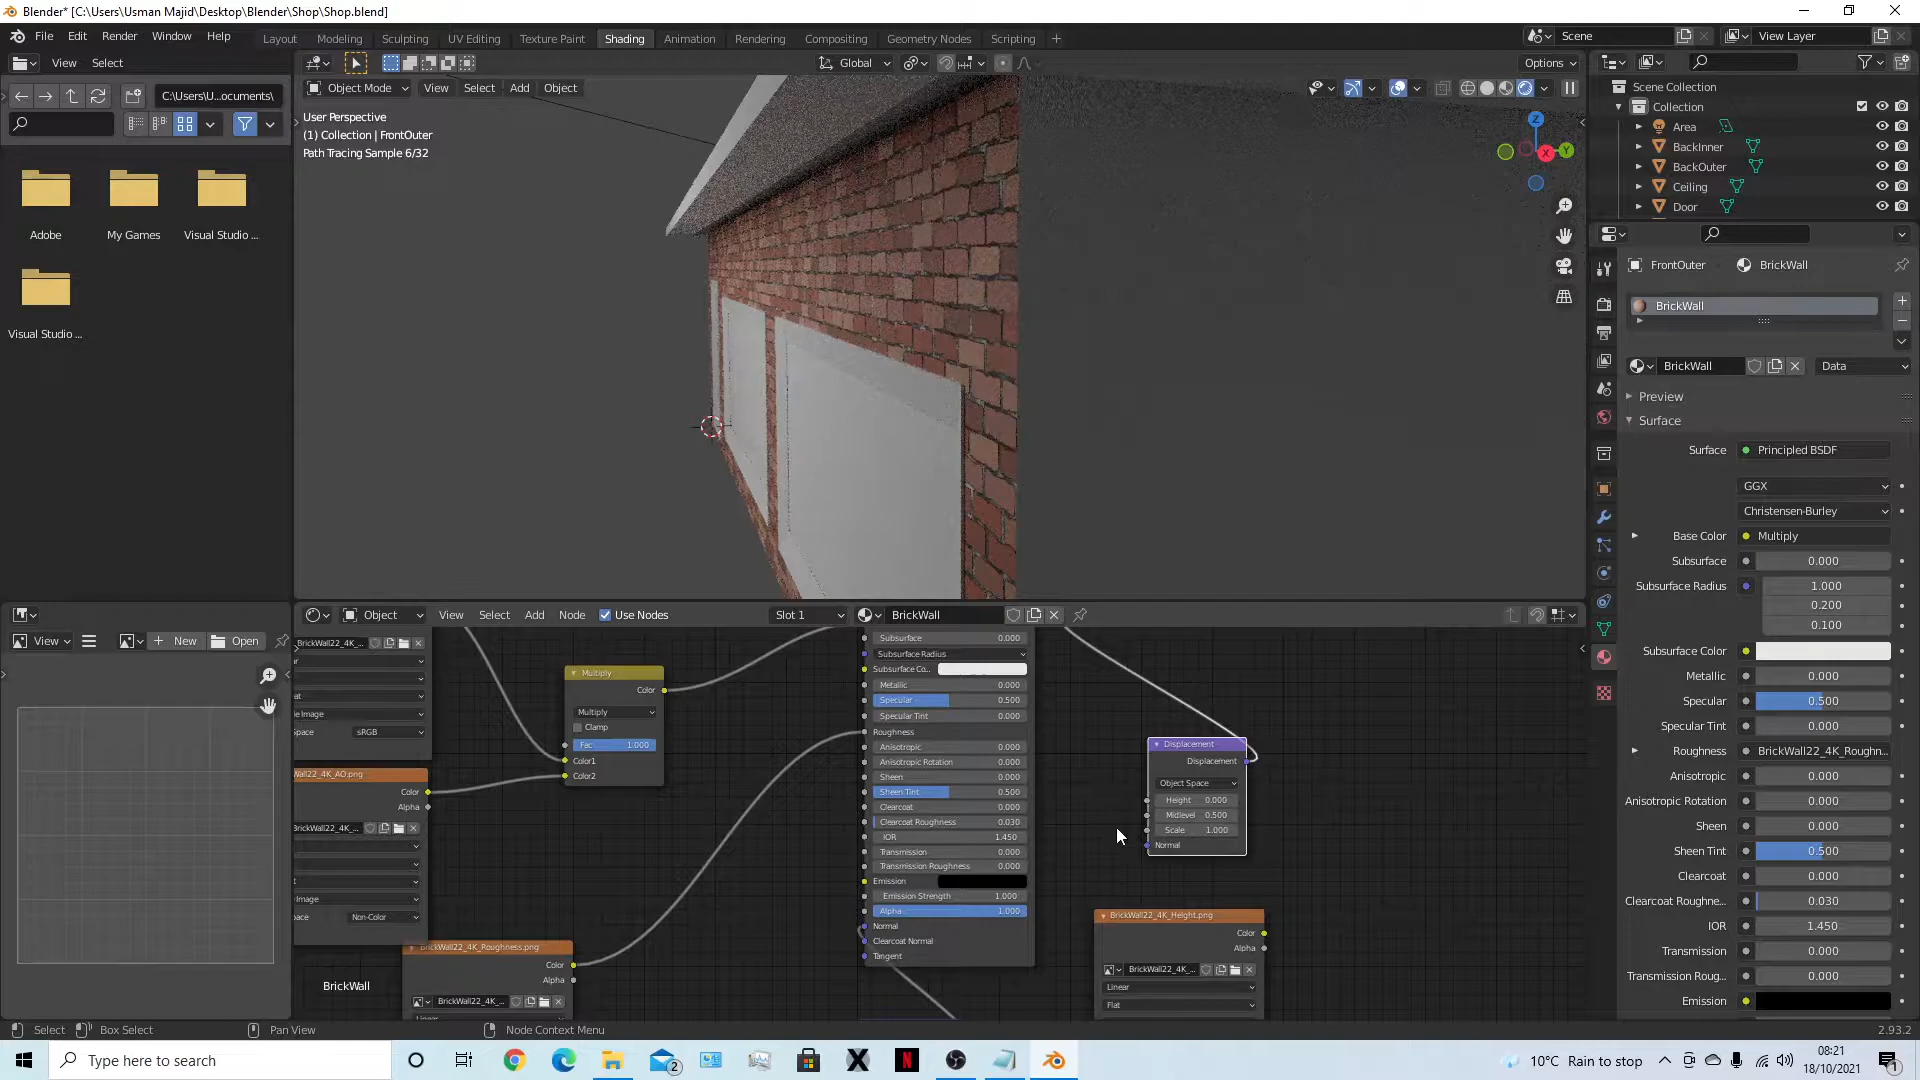 Blender* [C:\Users\Usman Majid\Desktop\Blender\Shop\Shop.blend]
File Edit Render Window Help
Layout Modeling Sculpting UV Editing Texture Paint Shading Animation Rendering Compositing Geometry Nodes Scripting
Scene View Layer
View Select
Global Options
C:\Users\U...ocuments\
Object Mode View Select Add Object
User Perspective
(1) Collection | FrontOuter
Path Tracing Sample 6/32
Z
X
Y
Scene Collection
Collection
Area
BackInner
BackOuter
Ceiling
Door
Adobe My Games Visual Studio ...
Visual Studio ...
FrontOuter BrickWall
BrickWall
BrickWall Data
Preview
Surface
Surface Principled BSDF
GGX
Christensen-Burley
Base Color Multiply
Subsurface 0.000
Subsurface Radius 1.000
0.200
0.100
Subsurface Color
Metallic 0.000
Specular 0.500
Specular Tint 0.000
Roughness BrickWall22_4K_Roughn...
Anisotropic 0.000
Anisotropic Rotation 0.000
Sheen 0.000
Sheen Tint 0.500
Clearcoat 0.000
Clearcoat Roughne... 0.030
IOR 1.450
Transmission 0.000
Transmission Roug... 0.000
Emission
View New Open
Object View Select Add Node Use Nodes Slot 1 BrickWall
BrickWall22_4K_...
sRGB
Multiply
Color
Multiply
Clamp
Fac 1.000
Color1
Color2
all22_4K_AO.png
Color
Alpha
BrickWall22_4K_...
Image
Non-Color
BrickWall22_4K_Roughness.png
Color
Alpha
BrickWall22_4K_...
Linear
BrickWall
Subsurface 0.000
Subsurface Radius
Subsurface Co...
Metallic 0.000
Specular 0.500
Specular Tint 0.000
Roughness
Anisotropic 0.000
Anisotropic Rotation 0.000
Sheen 0.000
Sheen Tint 0.500
Clearcoat 0.000
Clearcoat Roughness 0.030
IOR 1.450
Transmission 0.000
Transmission Roughness 0.000
Emission
Emission Strength 1.000
Alpha 1.000
Normal
Clearcoat Normal
Tangent
Displacement
Displacement
Object Space
Height 0.000
Midlevel 0.500
Scale 1.000
Normal
BrickWall22_4K_Height.png
Color
Alpha
BrickWall22_4K_...
Linear
Flat
Select Box Select Pan View Node Context Menu 2.93.2
Type here to search
2
10°C Rain to stop
08:21
18/10/2021
1